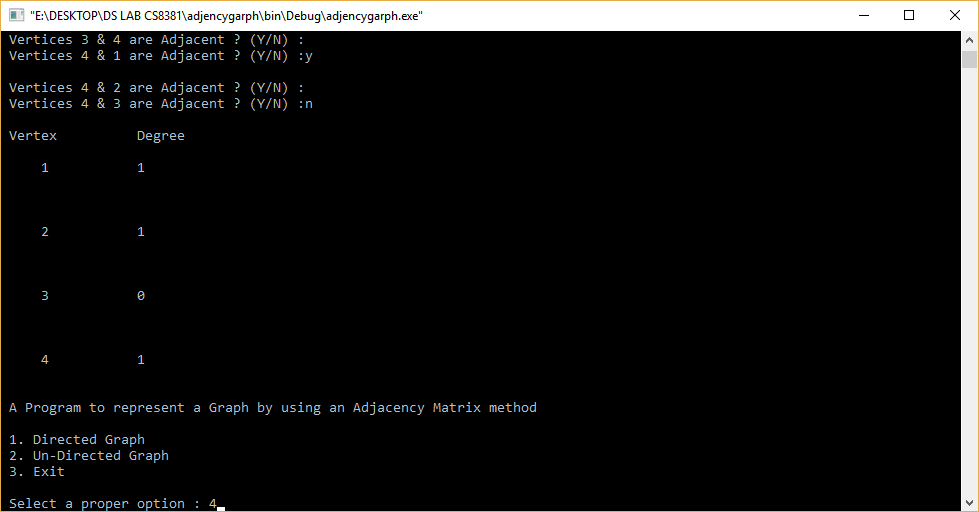 "E:\DESKTOP\DS LAB CS8381\adjencygarph\bin\Debug\adjencygarph.exe"
Vertices 3 & 4 are Adjacent ? (Y/N) :
Vertices 4 & 1 are Adjacent ? (Y/N) :y
Vertices 4 & 2 are Adjacent ? (Y/N) :
Vertices 4 & 3 are Adjacent ? (Y/N) :n
Vertex Degree
1 1
2 1
3 0
4 1
A Program to represent a Graph by using an Adjacency Matrix method
1. Directed Graph
2. Un-Directed Graph
3. Exit
Select a proper option : 4